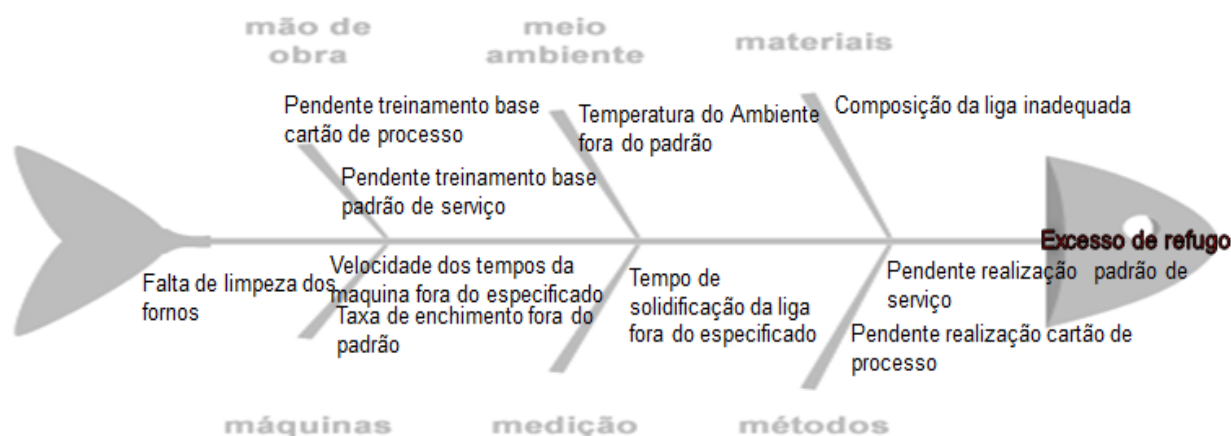 mão de
obra
meio
ambiente
materiais
Pendente treinamento base
cartão de processo
Temperatura do Ambiente
fora do padrão
Composição da liga inadequada
Pendente treinamento base
padrão de serviço
Excesso de refugo
Falta de limpeza dos
fornos
Velocidade dos tempos da
maquina fora do especificado
Taxa de enchimento fora do
padrão
Tempo de
solidificação da liga
fora do especificado
Pendente realização padrão de
serviço
Pendente realização cartão de
processo
máquinas
medição
métodos